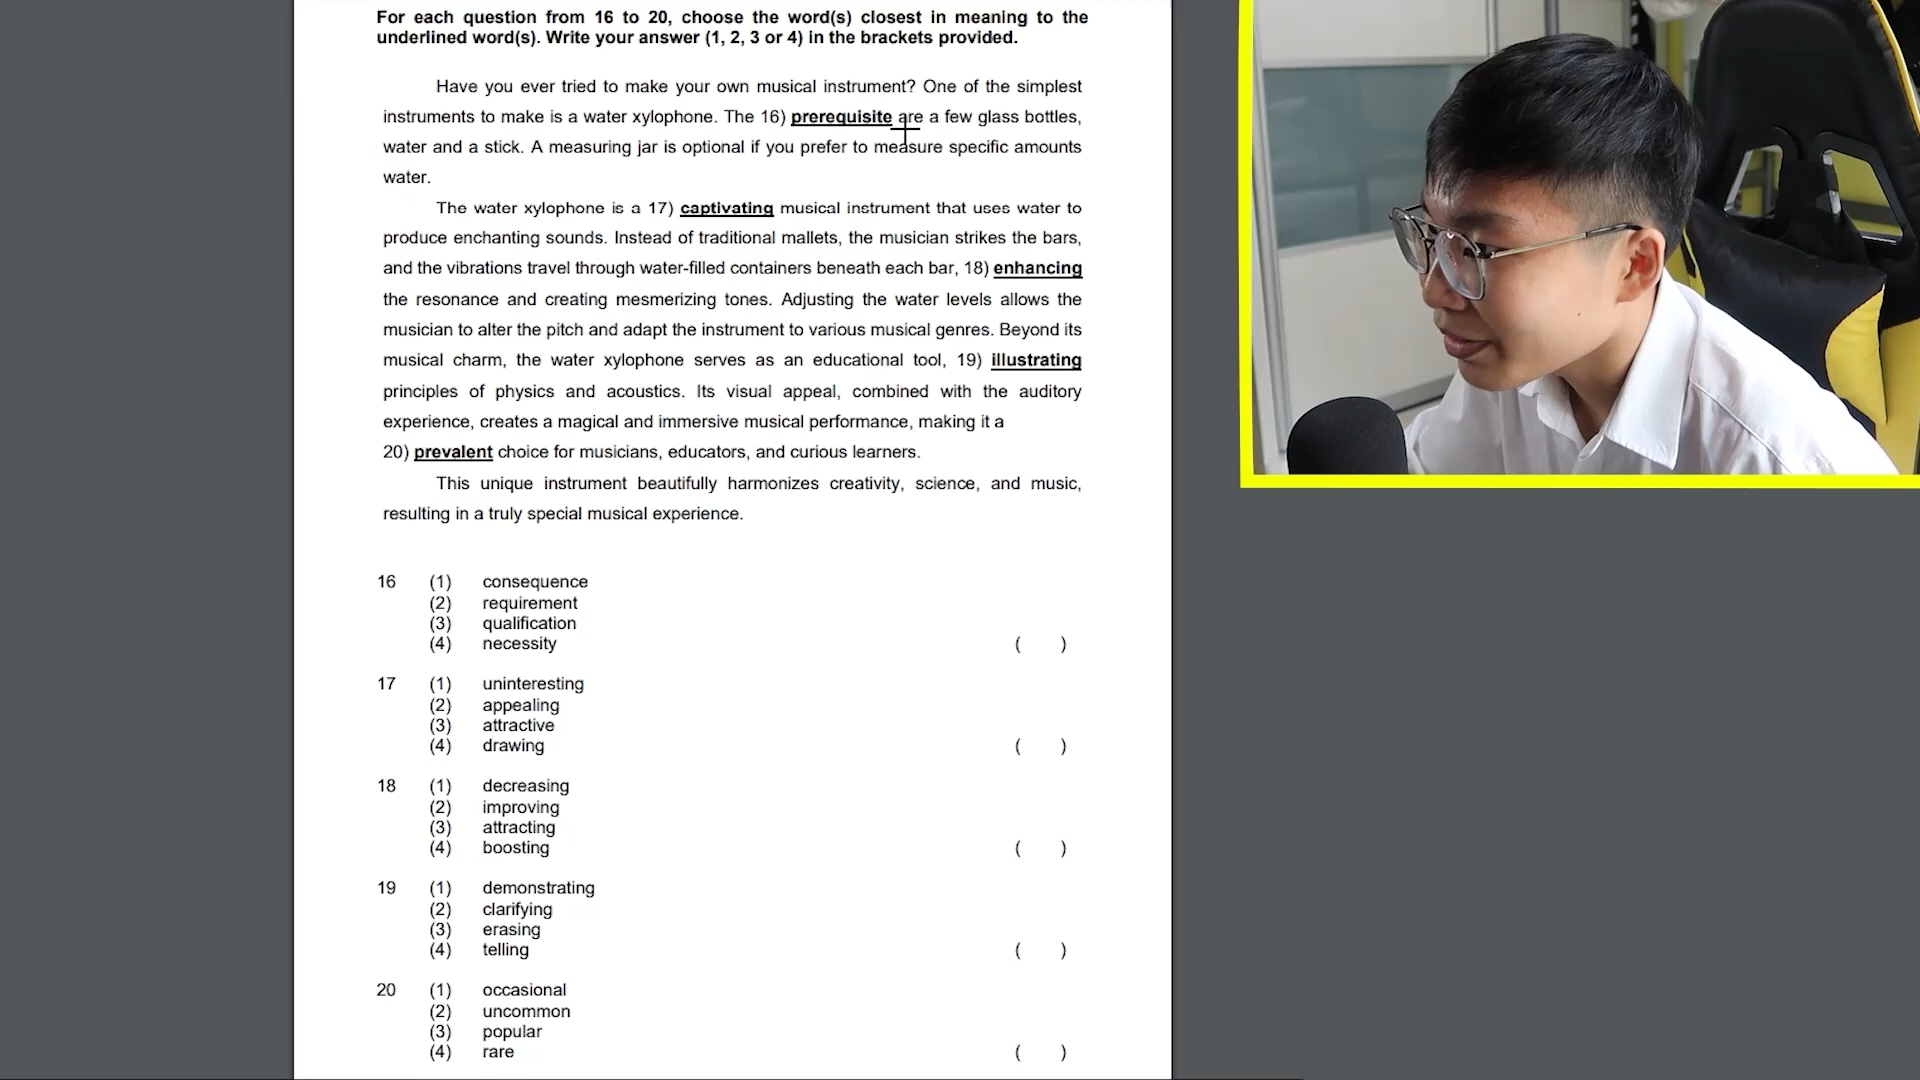 For each question from 16 to 20, choose the word(s) closest in meaning to the
underlined word(s). Write your answer (1, 2, 3 or 4) in the brackets provided.
Have you ever tried to make your own musical instrument? One of the simplest
instruments to make is a water xylophone. The 16) prerequisite are a few glass bottles,
water and a stick. A measuring jar is optional if you prefer to measure specific amounts
water.
The water xylophone is a 17) captivating musical instrument that uses water to
produce enchanting sounds. Instead of traditional mallets, the musician strikes the bars,
and the vibrations travel through water-filled containers beneath each bar, 18) enhancing
the resonance and creating mesmerizing tones. Adjusting the water levels allows the
musician to alter the pitch and adapt the instrument to various musical genres. Beyond its
musical charm, the water xylophone serves as an educational tool, 19) illustrating
principles of physics and acoustics. Its visual appeal, combined with the auditory
experience, creates a magical and immersive musical performance, making it a
20) prevalent choice for musicians, educators, and curious learners.
This unique instrument beautifully harmonizes creativity, science, and music,
resulting in a truly special musical experience.
16 (1) consequence
(2) requirement
(3) qualification
(4) necessity ( )
17 (1) uninteresting
(2) appealing
(3) attractive
(4) drawing ( )
18 (1) decreasing
(2) improving
(3) attracting
(4) boosting ( )
19 (1) demonstrating
(2) clarifying
(3) erasing
(4) telling ( )
20 (1) occasional
(2) uncommon
(3) popular
(4) rare ( )